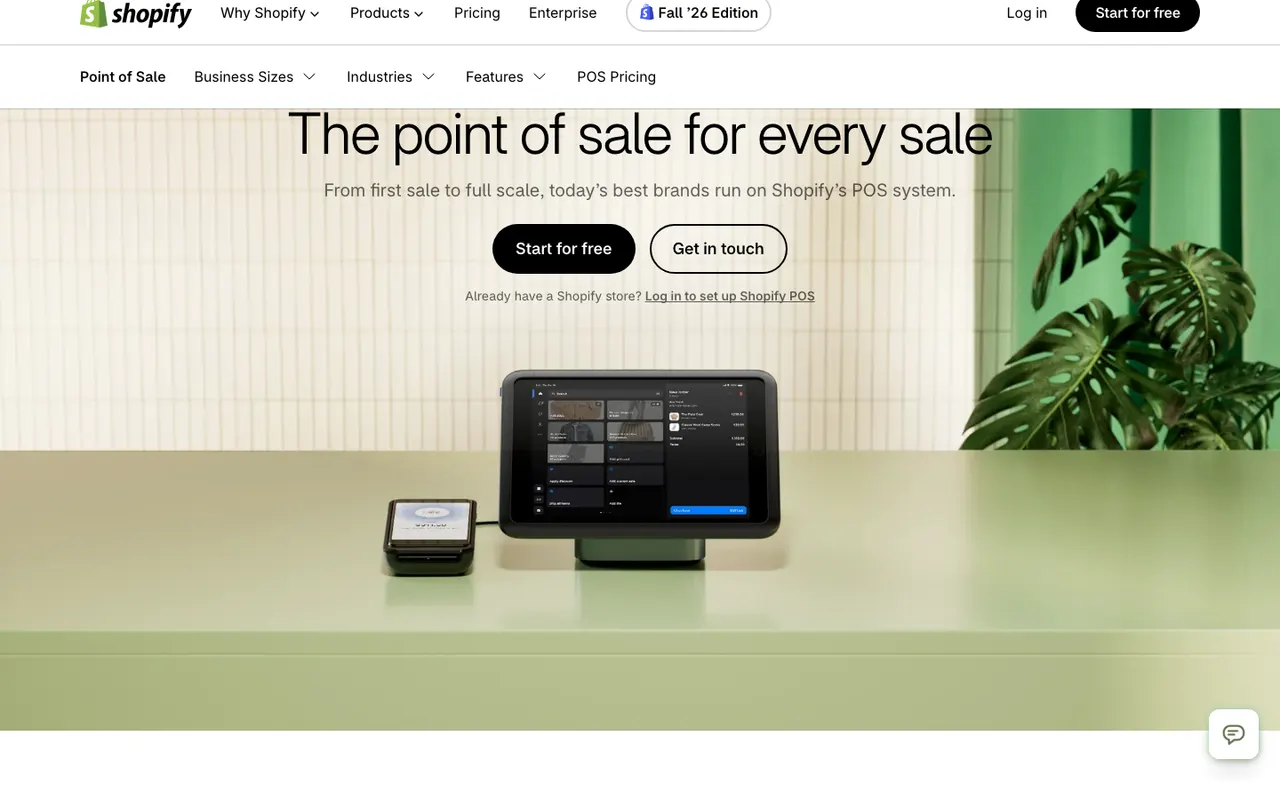 shopify
Why Shopify
Products
Pricing
Enterprise
Fall ’26 Edition
Log in
Start for free
Point of Sale
Business Sizes
Industries
Features
POS Pricing
The point of sale for every sale
From first sale to full scale, today’s best brands run on Shopify’s POS system.
Start for free
Get in touch
Already have a Shopify store? Log in to set up Shopify POS
Search
Apply discount